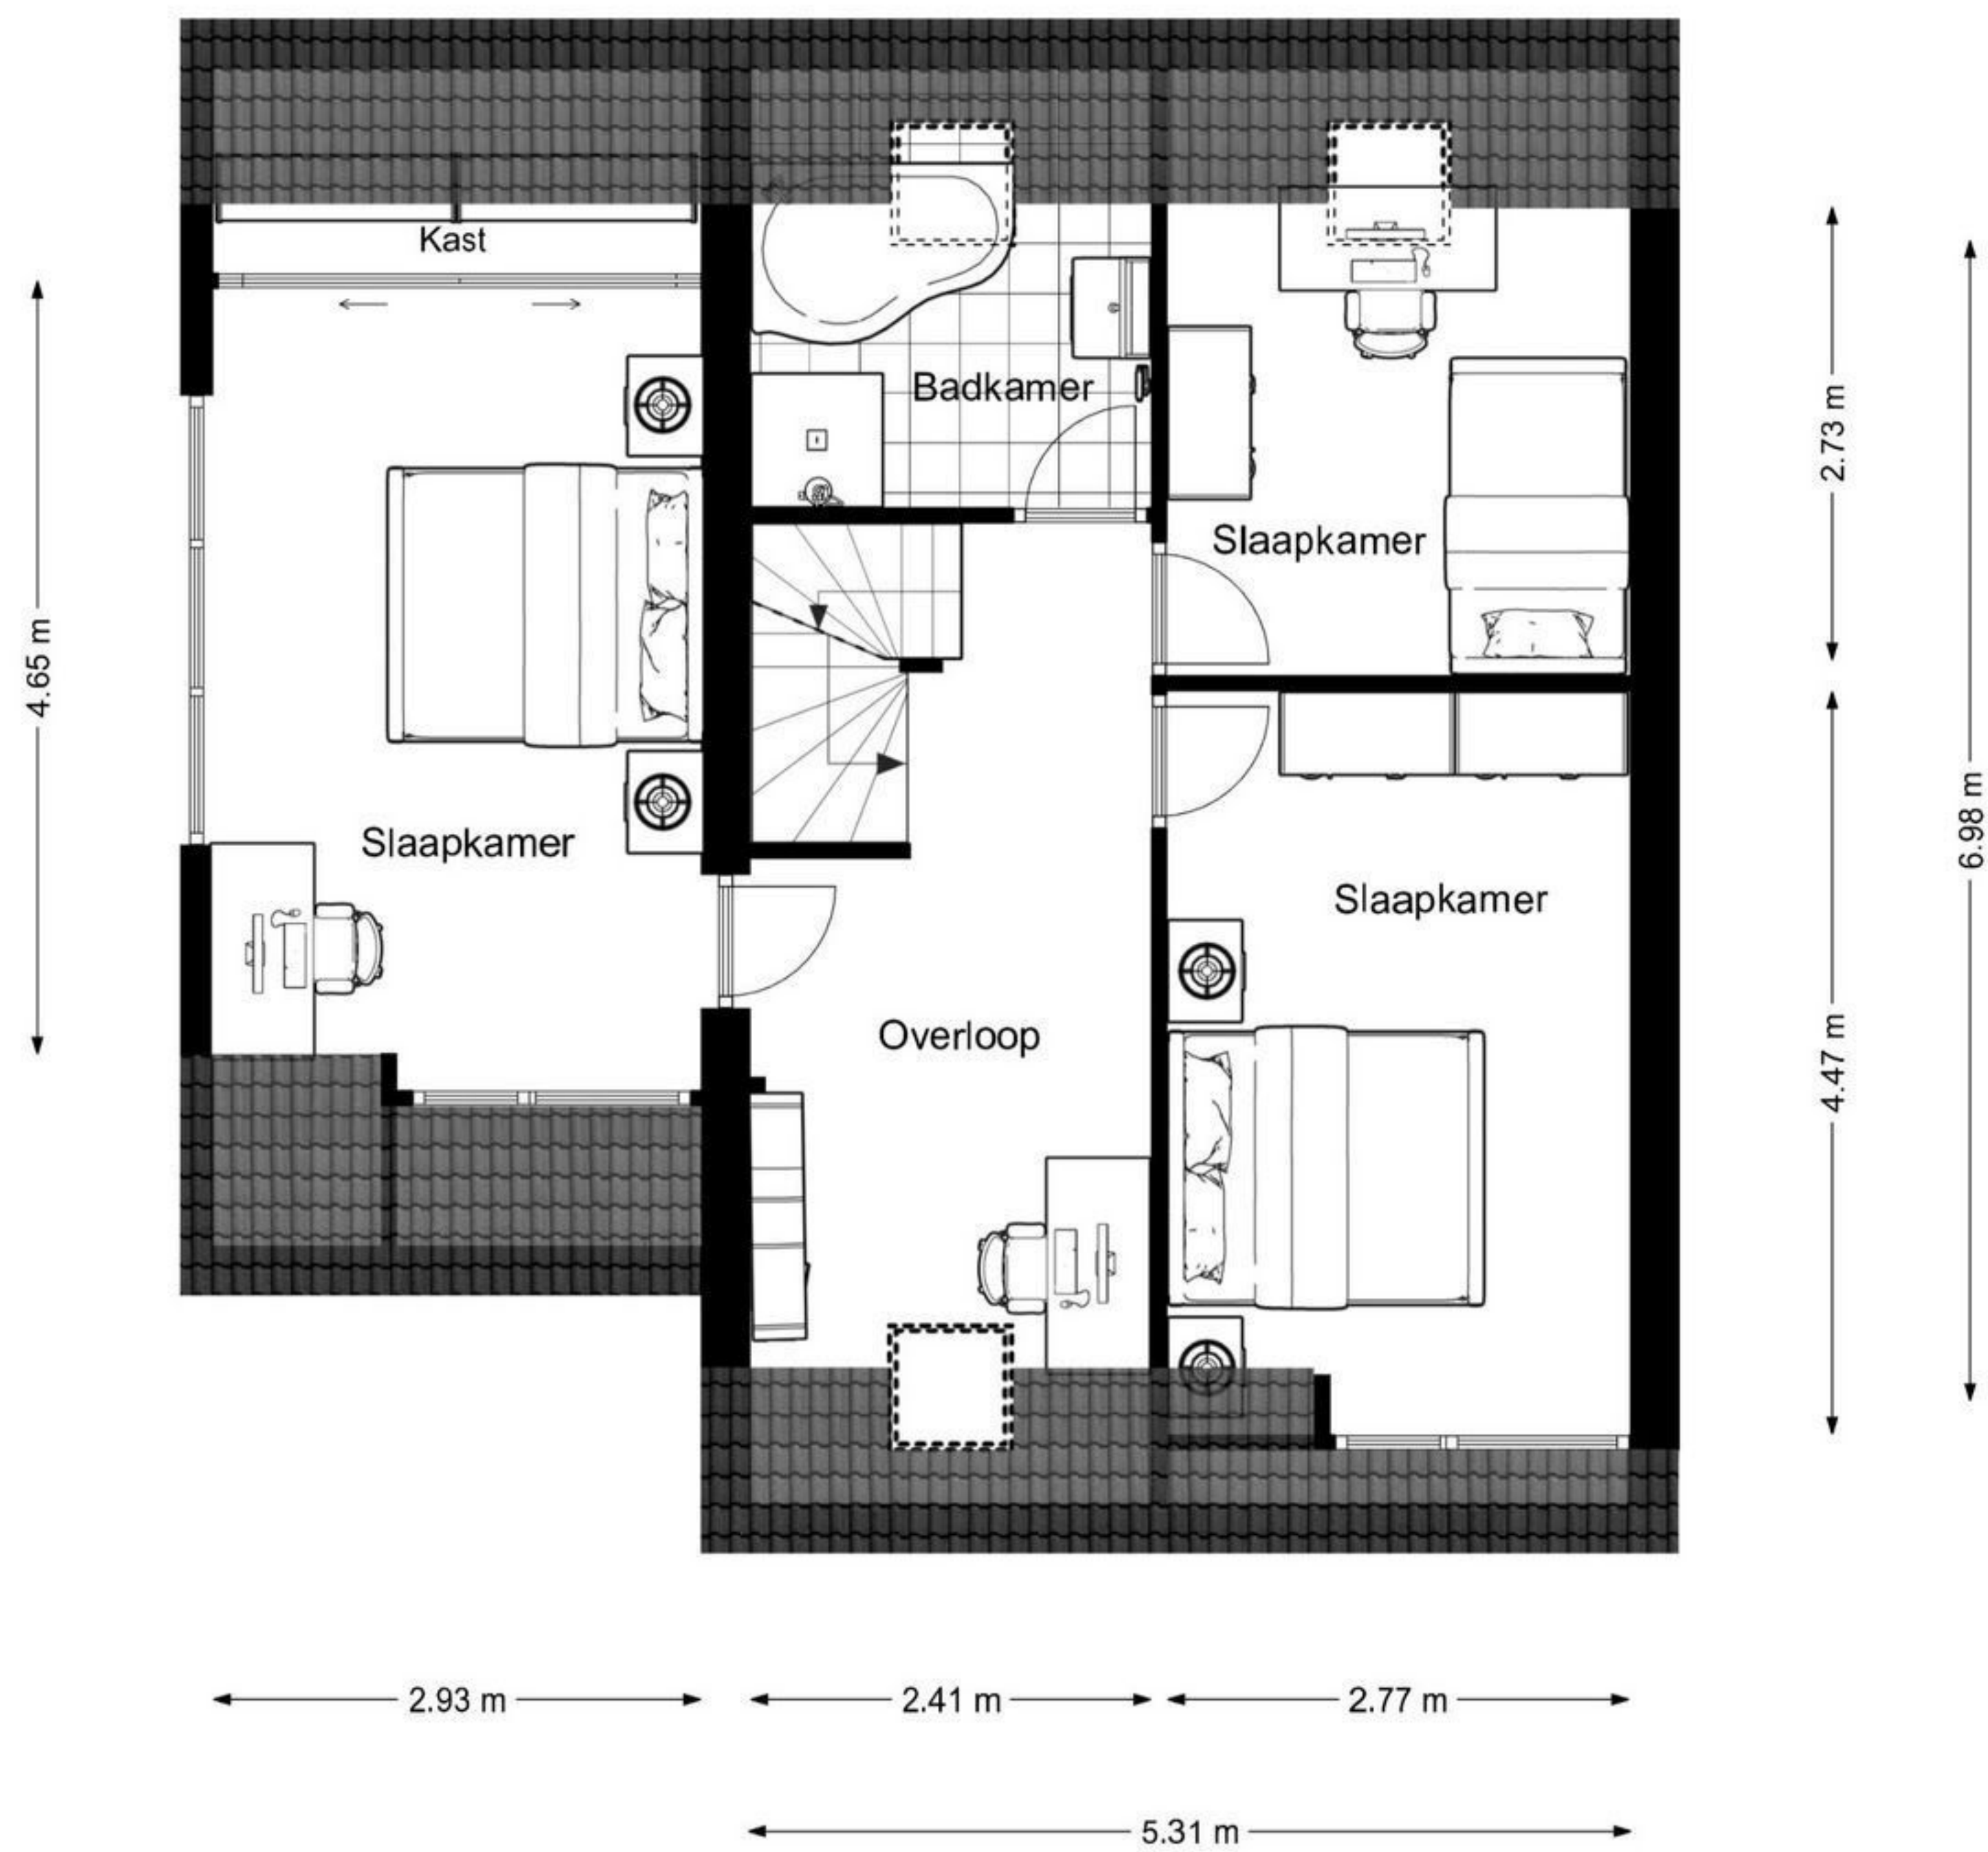 Kast
Badkamer
2.73 m
Slaapkamer
4.65 m
6.98 m
Slaapkamer
Slaapkamer
Overloop
4.47 m
2.93 m
2.41 m
2.77 m
5.31 m